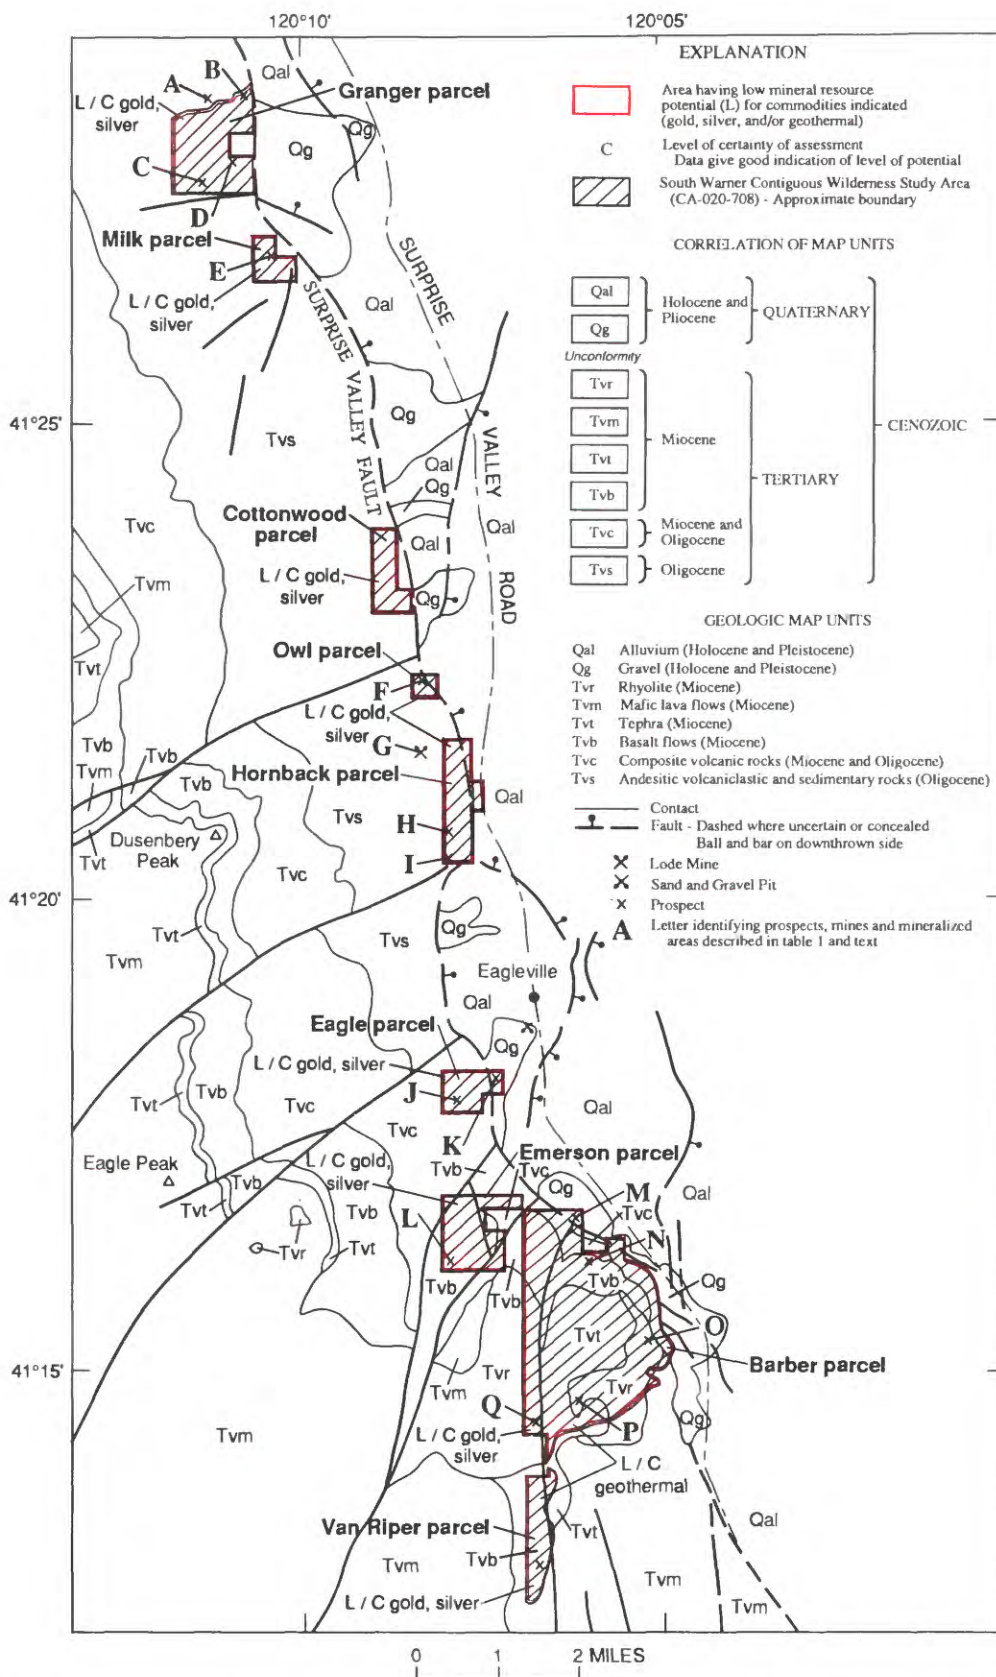 120°10'
120°05'
EXPLANATION
Area having low mineral resource
potential (L) for commodities indicated
(gold, silver, and/or geothermal)
C Level of certainty of assessment
Data give good indication of level of potential
South Warner Contiguous Wilderness Study Area
(CA-020-708) - Approximate boundary
CORRELATION OF MAP UNITS
Qal
Qg
Holocene and
Pliocene
QUATERNARY
Unconformity
Tvr
Tvm
Tvt
Tvb
Miocene
TERTIARY
CENOZOIC
Tvc
Miocene and
Oligocene
Tvs
Oligocene
GEOLOGIC MAP UNITS
Qal Alluvium (Holocene and Pleistocene)
Qg Gravel (Holocene and Pleistocene)
Tvr Rhyolite (Miocene)
Tvm Mafic lava flows (Miocene)
Tvt Tephra (Miocene)
Tvb Basalt flows (Miocene)
Tvc Composite volcanic rocks (Miocene and Oligocene)
Tvs Andesitic volcaniclastic and sedimentary rocks (Oligocene)
Contact
Fault - Dashed where uncertain or concealed
Ball and bar on downthrown side
Lode Mine
Sand and Gravel Pit
Prospect
A Letter identifying prospects, mines and mineralized
areas described in table 1 and text
B
A
Qal
L / C gold,
silver
Granger parcel
Qg
Qg
C
D
Milk parcel
E
L / C gold,
silver
Qal
SURPRISE VALLEY FAULT
SURPRISE
VALLEY
ROAD
41°25'
Tvs
Qg
Qal
Qg
Tvc
Tvm
Tvt
Cottonwood
parcel
Qal
Qal
L / C gold,
silver
Qg
Owl parcel
F
L / C gold,
silver
G
Tvb
Tvb
Tvm
Tvb
Hornback parcel
Qal
Tvs
H
Dusenbery
Peak
Tvt
Tvc
I
41°20'
Tvt
Tvm
Tvs
Qg
Eagleville
Qal
Eagle parcel
Qg
L / C gold, silver
Tvb
Tvt
Tvc
J
Qal
Tvc
K
Emerson parcel
Eagle Peak
L / C gold,
silver
Tvb
Tvc
Qg
M
Qal
Tvb
Tvt
Tvb
Tvc
L
N
Tvr
Tvt
Tvb
Tvb
Tvb
Qg
Tvt
O
41°15'
Barber parcel
Tvm
Tvr
Tvr
Q
P
Qg
Tvm
L / C gold,
silver
L / C
geothermal
Van Riper parcel
Tvt
Qal
Tvb
Tvm
Tvm
L / C gold, silver
Tvm
0 1 2 MILES